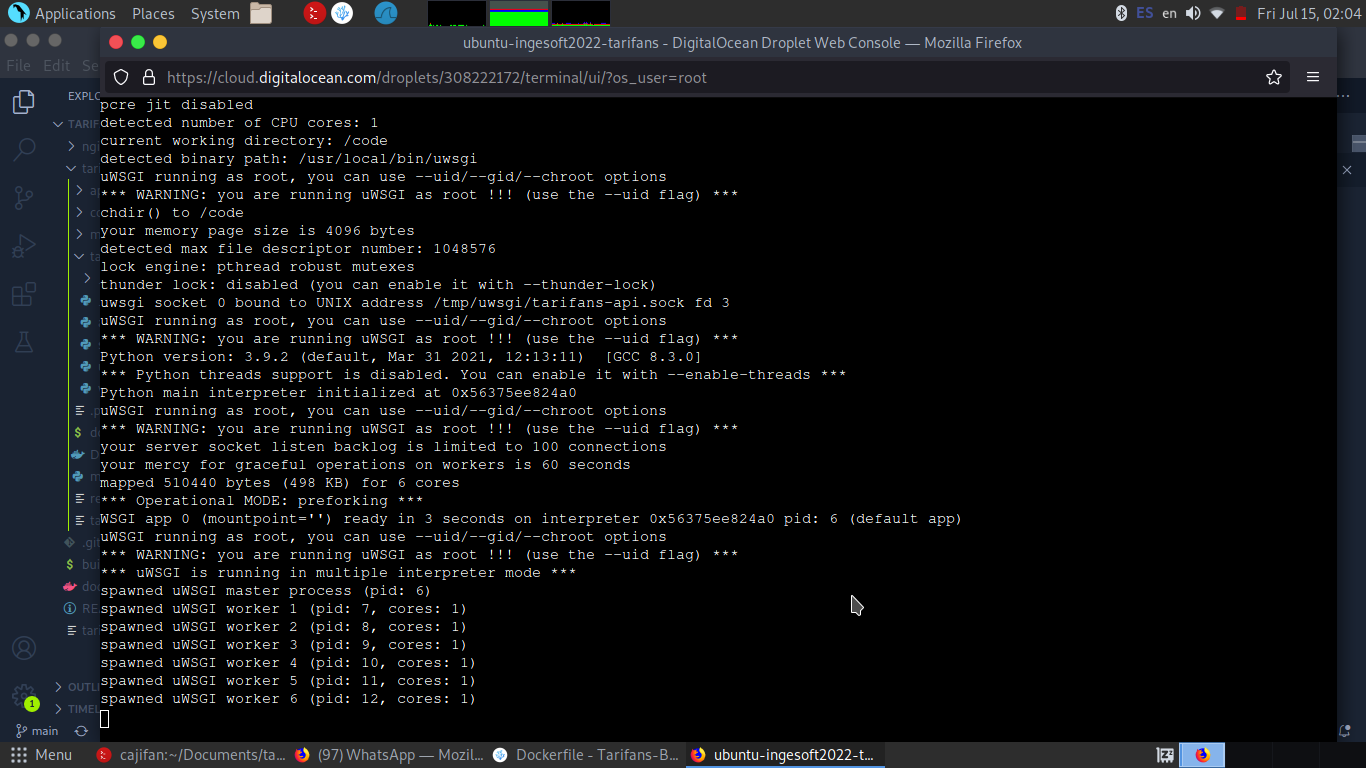 Applications Places System ES en Fri Jul 15, 02:04
ubuntu-ingesoft2022-tarifans - DigitalOcean Droplet Web Console — Mozilla Firefox
File Edit Se
https://cloud.digitalocean.com/droplets/308222172/terminal/ui/?os_user=root
EXPLO
TARIF
ng
tar
a
co
m
ta
.p
d
D
m
re
ta
.git
bui
doc
RE
tar
OUTLI
TIMEL
1
main
pcre jit disabled
detected number of CPU cores: 1
current working directory: /code
detected binary path: /usr/local/bin/uwsgi
uWSGI running as root, you can use --uid/--gid/--chroot options
*** WARNING: you are running uWSGI as root !!! (use the --uid flag) ***
chdir() to /code
your memory page size is 4096 bytes
detected max file descriptor number: 1048576
lock engine: pthread robust mutexes
thunder lock: disabled (you can enable it with --thunder-lock)
uwsgi socket 0 bound to UNIX address /tmp/uwsgi/tarifans-api.sock fd 3
uWSGI running as root, you can use --uid/--gid/--chroot options
*** WARNING: you are running uWSGI as root !!! (use the --uid flag) ***
Python version: 3.9.2 (default, Mar 31 2021, 12:13:11)  [GCC 8.3.0]
*** Python threads support is disabled. You can enable it with --enable-threads ***
Python main interpreter initialized at 0x56375ee824a0
uWSGI running as root, you can use --uid/--gid/--chroot options
*** WARNING: you are running uWSGI as root !!! (use the --uid flag) ***
your server socket listen backlog is limited to 100 connections
your mercy for graceful operations on workers is 60 seconds
mapped 510440 bytes (498 KB) for 6 cores
*** Operational MODE: preforking ***
WSGI app 0 (mountpoint='') ready in 3 seconds on interpreter 0x56375ee824a0 pid: 6 (default app)
uWSGI running as root, you can use --uid/--gid/--chroot options
*** WARNING: you are running uWSGI as root !!! (use the --uid flag) ***
*** uWSGI is running in multiple interpreter mode ***
spawned uWSGI master process (pid: 6)
spawned uWSGI worker 1 (pid: 7, cores: 1)
spawned uWSGI worker 2 (pid: 8, cores: 1)
spawned uWSGI worker 3 (pid: 9, cores: 1)
spawned uWSGI worker 4 (pid: 10, cores: 1)
spawned uWSGI worker 5 (pid: 11, cores: 1)
spawned uWSGI worker 6 (pid: 12, cores: 1)
Menu cajifan:~/Documents/ta... (97) WhatsApp — Mozil... Dockerfile - Tarifans-B... ubuntu-ingesoft2022-t...